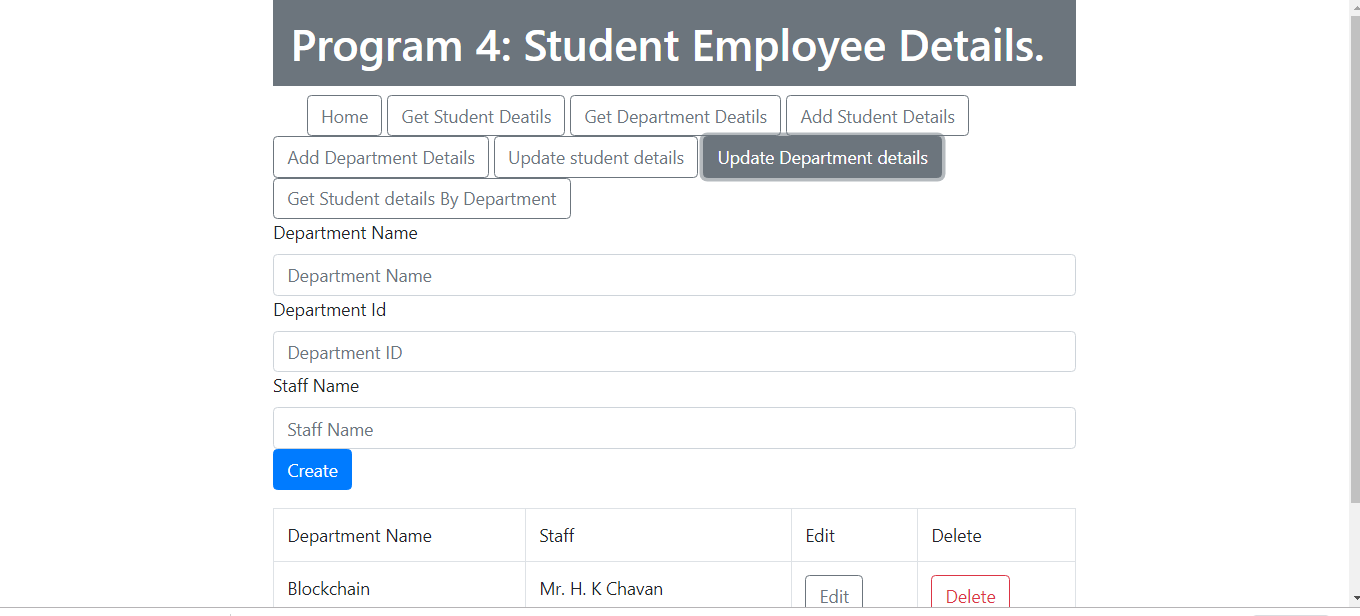 Program 4: Student Employee Details.
Home Get Student Deatils Get Department Deatils Add Student Details
Add Department Details Update student details Update Department details
Get Student details By Department
Department Name
Department Name
Department Id
Department ID
Staff Name
Staff Name
Create
Department Name Staff Edit Delete
Blockchain Mr. H. K Chavan Edit Delete